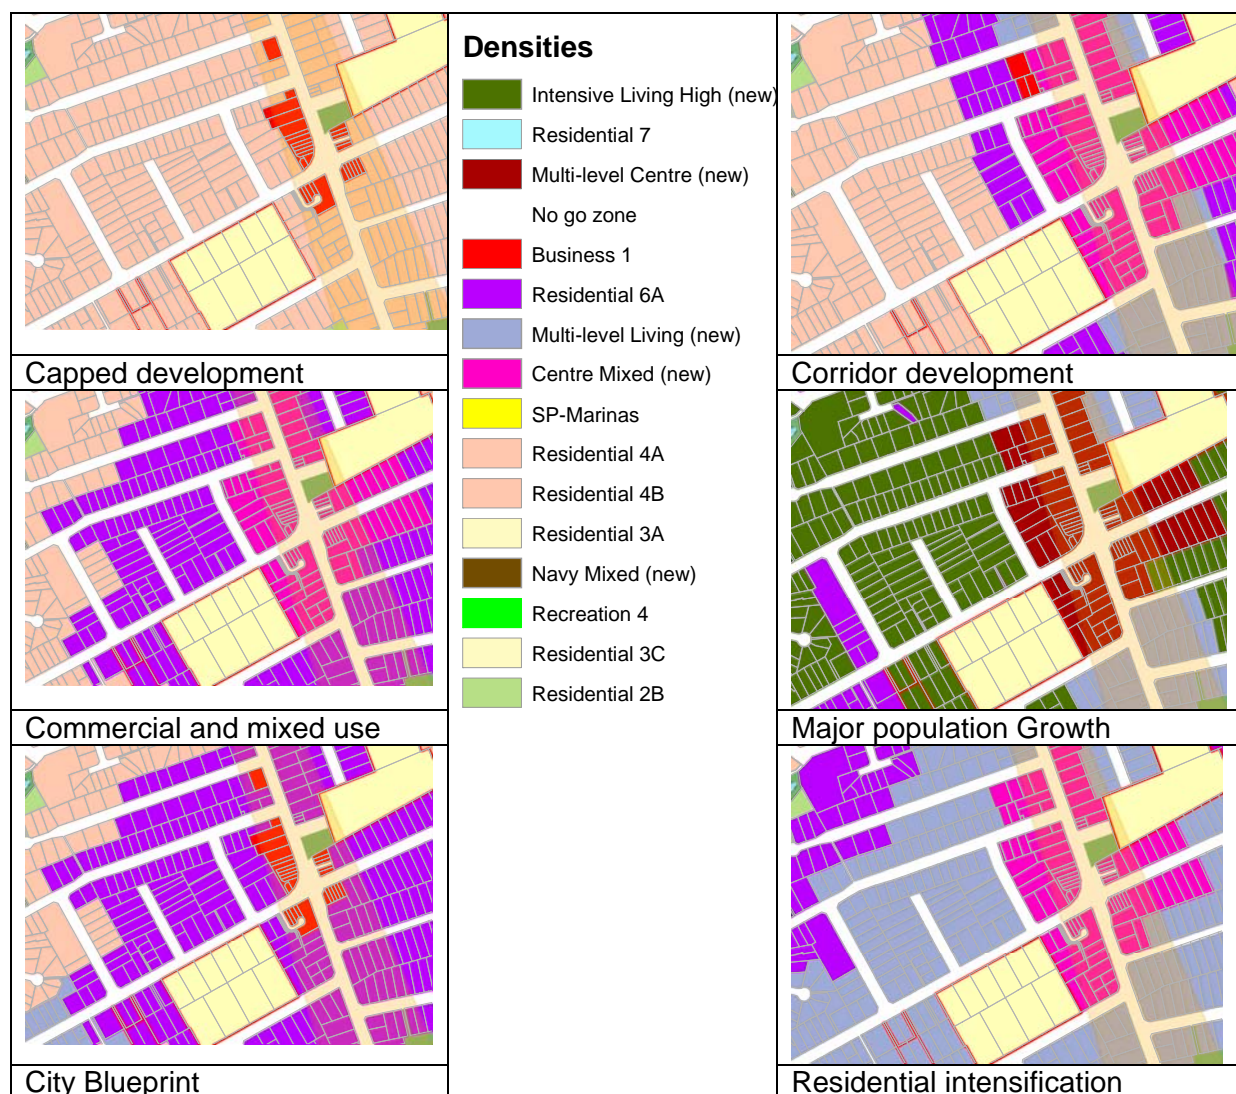 Densities
Intensive Living High (new)
Residential 7
Multi-level Centre (new)
No go zone
Business 1
Residential 6A
Multi-level Living (new)
Centre Mixed (new)
SP-Marinas
Residential 4A
Residential 4B
Residential 3A
Navy Mixed (new)
Recreation 4
Residential 3C
Residential 2B
Capped development
Corridor development
Commercial and mixed use
Major population Growth
City Blueprint
Residential intensification